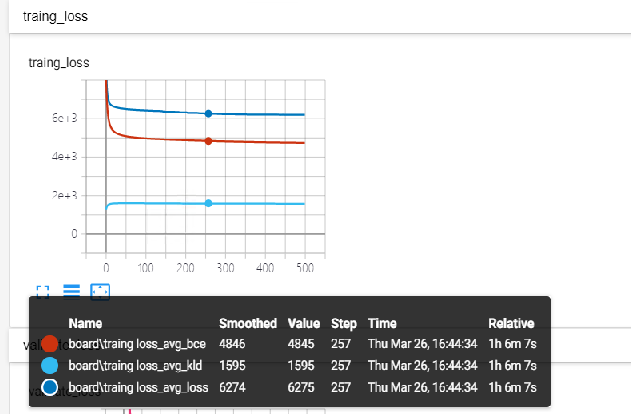 traing_loss
traing_loss
6e+3
4e+3
2e+3
0
0 100 200 300 400 500
Name Smoothed Value Step Time Relative
board\traing loss_avg_bce 4846 4845 257 Thu Mar 26, 16:44:34 1h 6m 7s
board\traing loss_avg_kld 1595 1595 257 Thu Mar 26, 16:44:34 1h 6m 7s
board\traing loss_avg_loss 6274 6275 257 Thu Mar 26, 16:44:34 1h 6m 7s